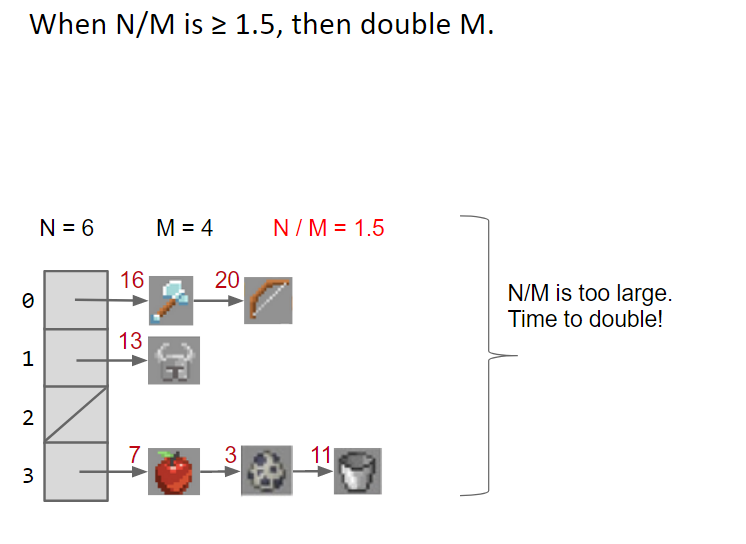 When N/M is ≥ 1.5, then double M.
N = 6 M = 4 N / M = 1.5
N/M is too large.
Time to double!
0 16 20
1 13
2
3 7 3 11